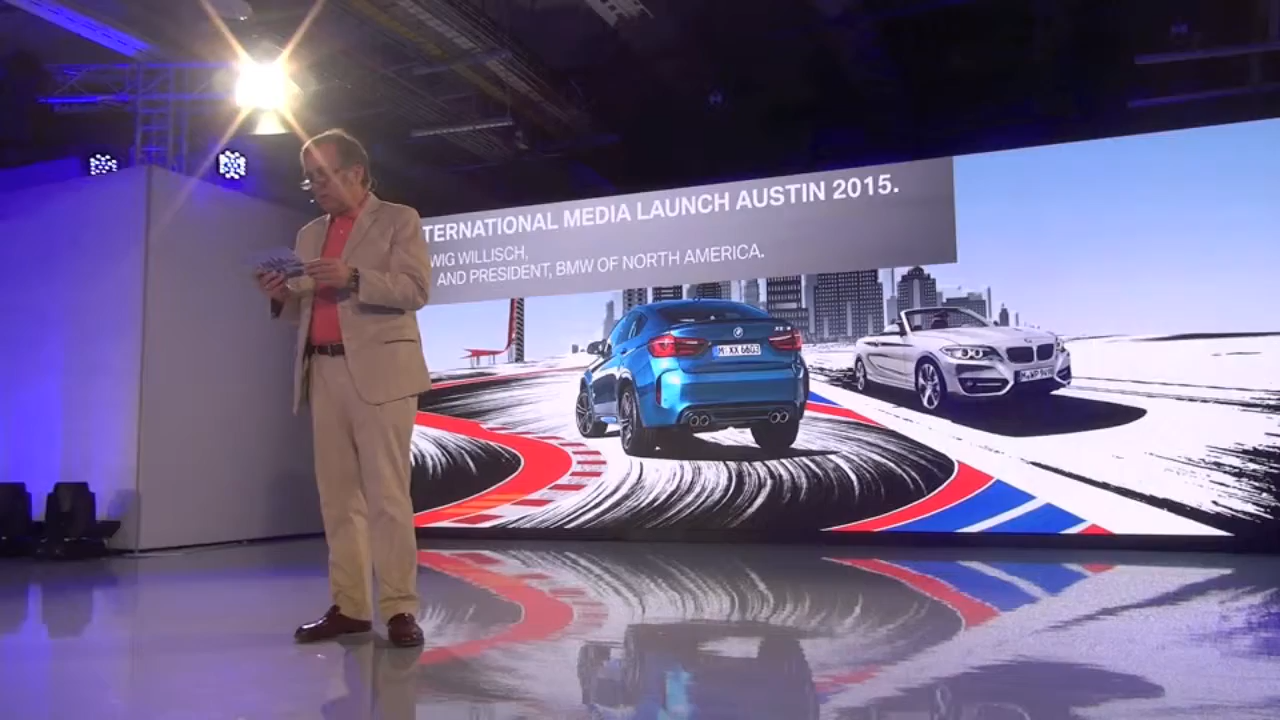 TERNATIONAL MEDIA LAUNCH AUSTIN 2015.
WIG WILLISCH,
AND PRESIDENT, BMW OF NORTH AMERICA.
M XX 6603